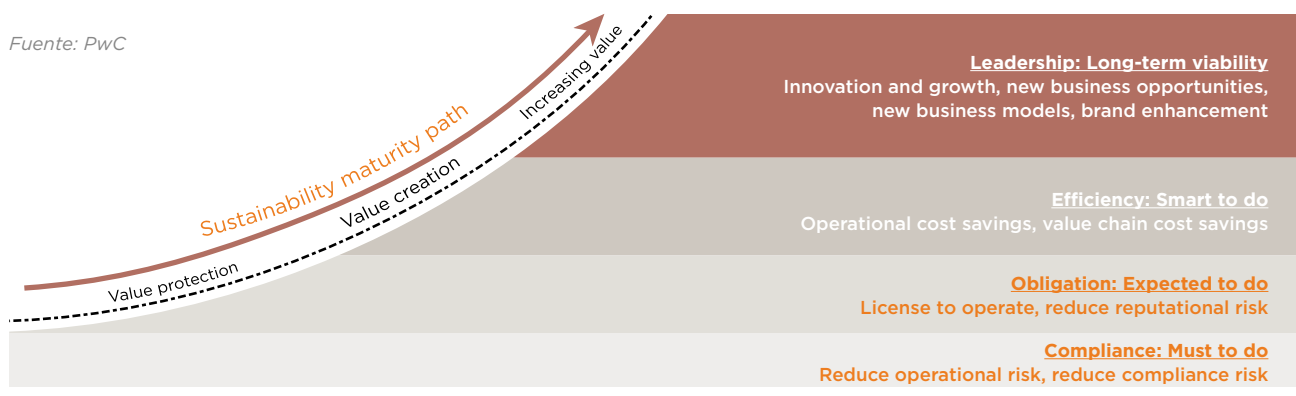 Fuente: PwC
Sustainability maturity path
Value protection
Value creation
Increasing value
Leadership: Long-term viability
Innovation and growth, new business opportunities,
new business models, brand enhancement
Efficiency: Smart to do
Operational cost savings, value chain cost savings
Obligation: Expected to do
License to operate, reduce reputational risk
Compliance: Must to do
Reduce operational risk, reduce compliance risk